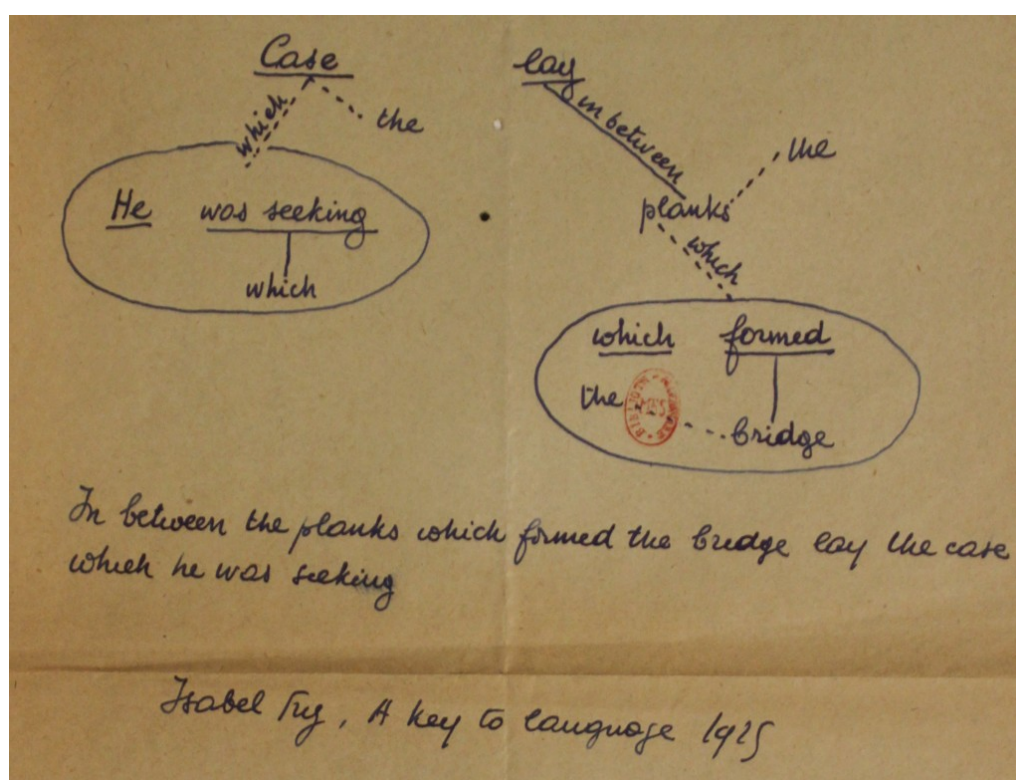 Case
which
the
He was seeking
which
lay
in between
the
planks
which
which formed
the
bridge
In between the planks which formed the bridge lay the case
which he was seeking
Isabel Fry, A Key to language 1925